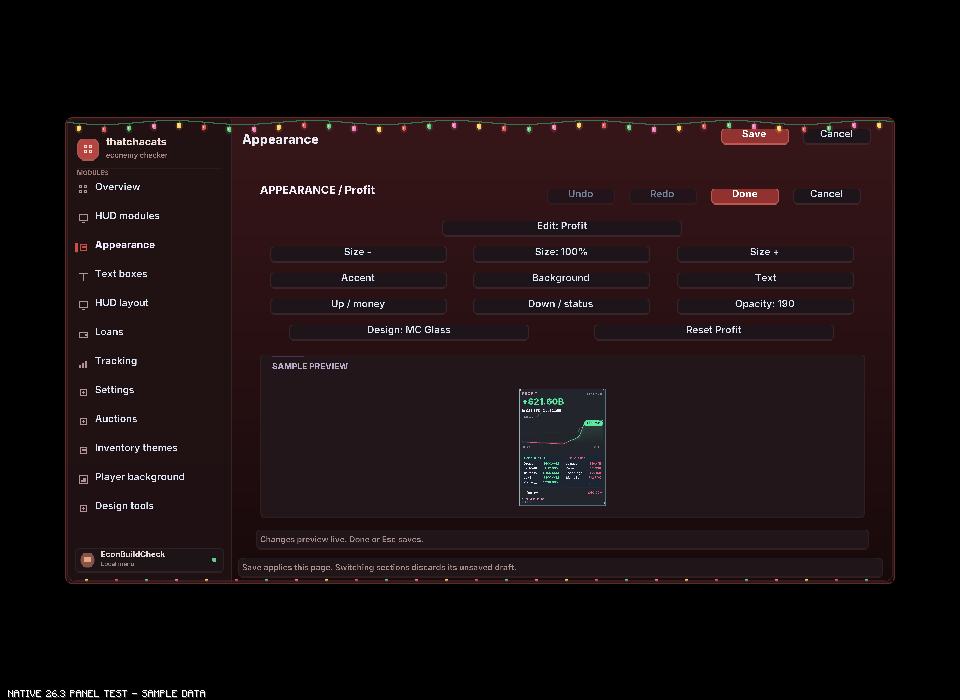 thatchacats
economy checker
MODULES
Overview
HUD modules
Appearance
Text boxes
HUD layout
Loans
Tracking
Settings
Auctions
Inventory themes
Player background
Design tools
EconBuildCheck
Local menu
Appearance
Save
Cancel
APPEARANCE / Profit
Undo
Redo
Done
Cancel
Edit: Profit
Size -
Size: 100%
Size +
Accent
Background
Text
Up / money
Down / status
Opacity: 190
Design: MC Glass
Reset Profit
SAMPLE PREVIEW
PROFIT
+$21.60B
Changes preview live. Done or Esc saves.
Save applies this page. Switching sections discards its unsaved draft.
NATIVE 26.3 PANEL TEST - SAMPLE DATA